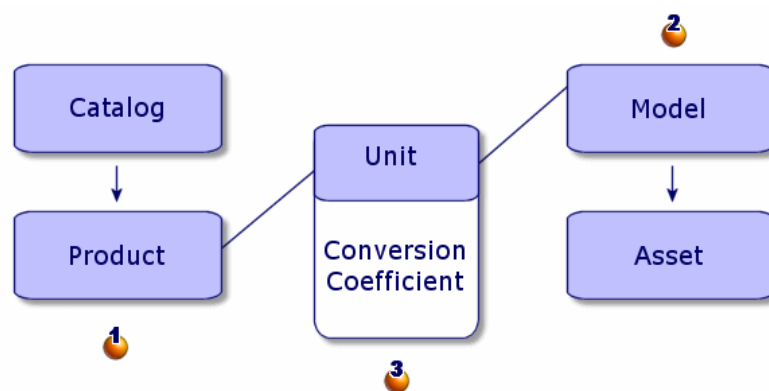 2
Catalog
Model
Unit
Product
Conversion
Coefficient
Asset
1
3